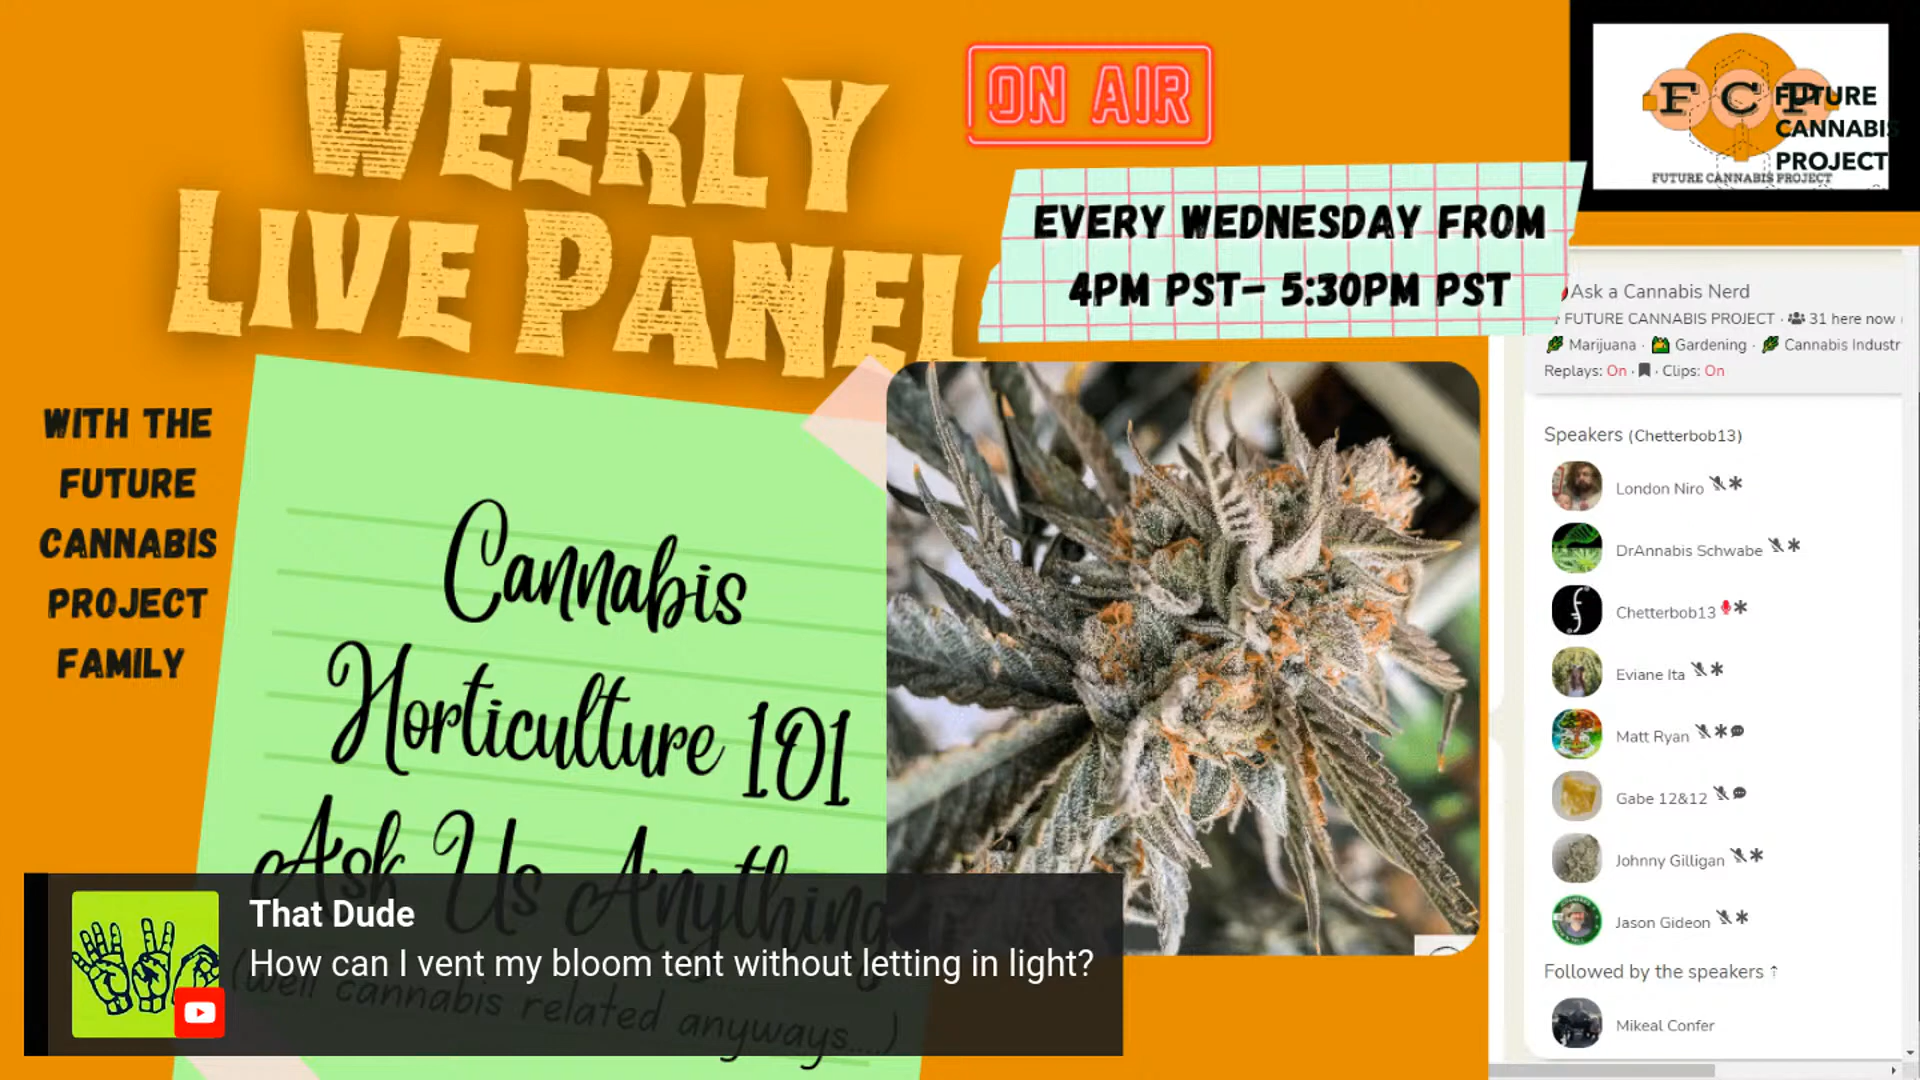 WEEKLY
LIVE PANEL
ON AIR
EVERY WEDNESDAY FROM
4PM PST- 5:30PM PST
WITH THE
FUTURE
CANNABIS
PROJECT
FAMILY
Cannabis
Horticulture 101
Ask Us Anything
(well cannabis related anyways....)
That Dude
How can I vent my bloom tent without letting in light?
F C P
FUTURE
CANNABIS
PROJECT
FUTURE CANNABIS PROJECT
Ask a Cannabis Nerd
FUTURE CANNABIS PROJECT · 31 here now
Marijuana · Gardening · Cannabis Industr
Replays: On · Clips: On
Speakers (Chetterbob13)
London Niro
DrAnnabis Schwabe
Chetterbob13
Eviane Ita
Matt Ryan
Gabe 12&12
Johnny Gilligan
Jason Gideon
Followed by the speakers ↑
Mikeal Confer